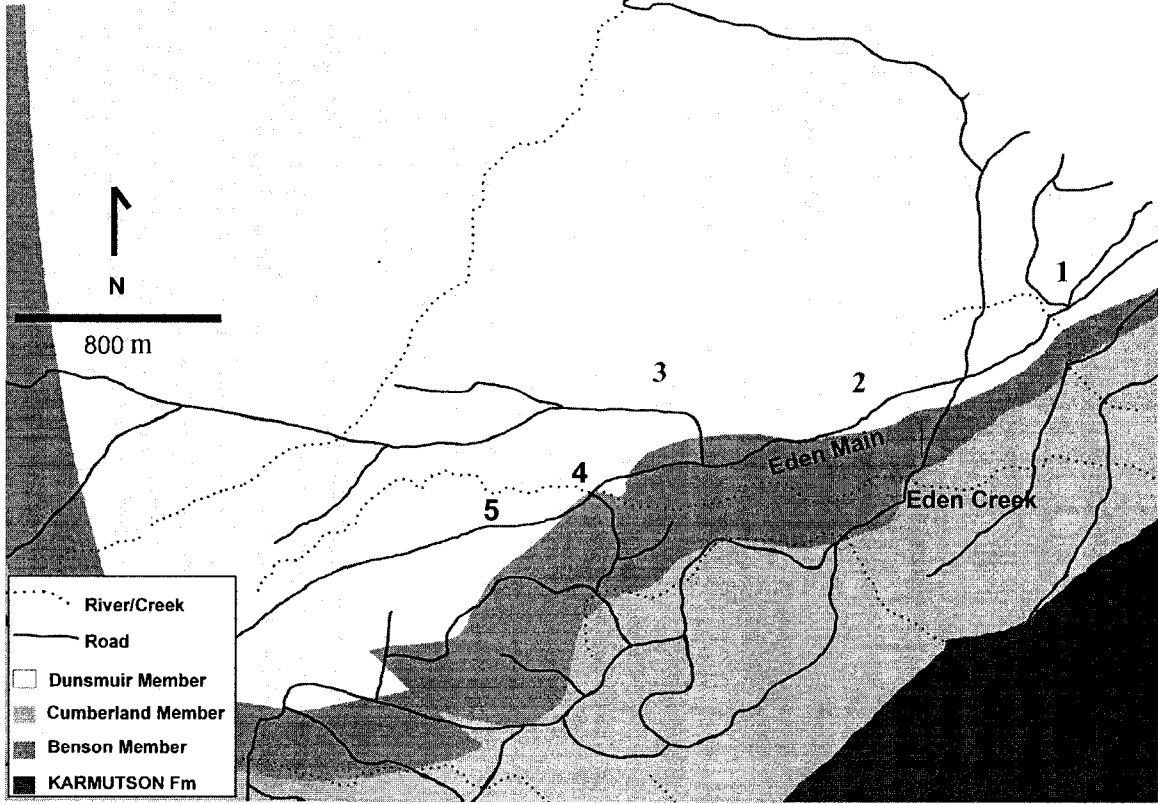 1
N
800 m
3
2
Eden Main
4
5
Eden Creek
River/Creek
Road
Dunsmuir Member
Cumberland Member
Benson Member
KARMUTSON Fm